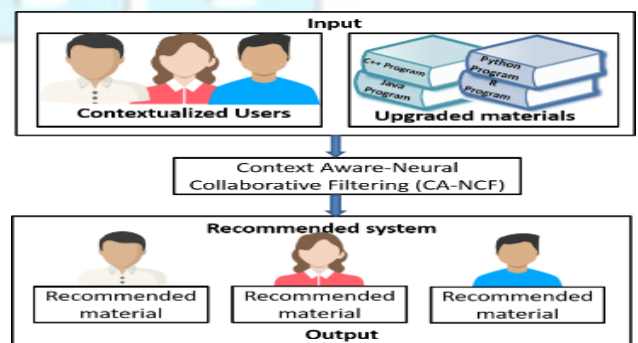 Input
C++ Program
Java
Program
Python
Program
R
Program
Contextualized Users
Upgraded materials
Context Aware-Neural
Collaborative Filtering (CA-NCF)
Recommended system
Recommended
material
Recommended
material
Recommended
material
Output